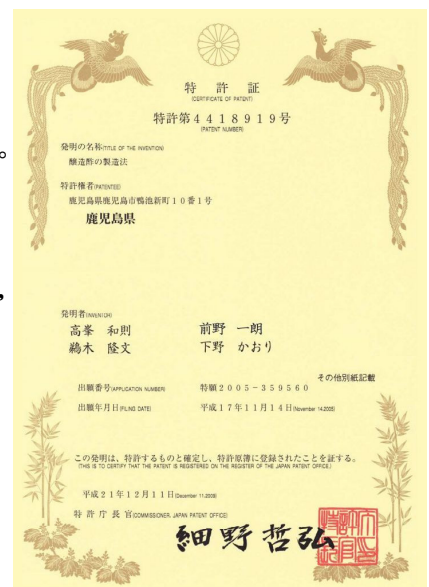 特許証
(CERTIFICATE OF PATENT)
特許第4418919号
(PATENT NUMBER)
発明の名称(TITLE OF THE INVENTION)
醸造酢の製造法
特許権者(PATENTEE)
鹿児島県鹿児島市鴨池新町10番1号
鹿児島県
発明者(INVENTOR)
高峯 和則 前野 一朗
鵜木 隆文 下野 かおり
その他別紙記載
出願番号(APPLICATION NUMBER) 特願2005-359560
出願年月日(FILING DATE) 平成17年11月14日(November 14,2005)
この発明は、特許するものと確定し、特許原簿に登録されたことを証する。
(THIS IS TO CERTIFY THAT THE PATENT IS REGISTERED ON THE REGISTER OF THE JAPAN PATENT OFFICE.)
平成21年12月11日(December 11,2009)
特許庁長官(COMMISSIONER, JAPAN PATENT OFFICE)
細野哲弘